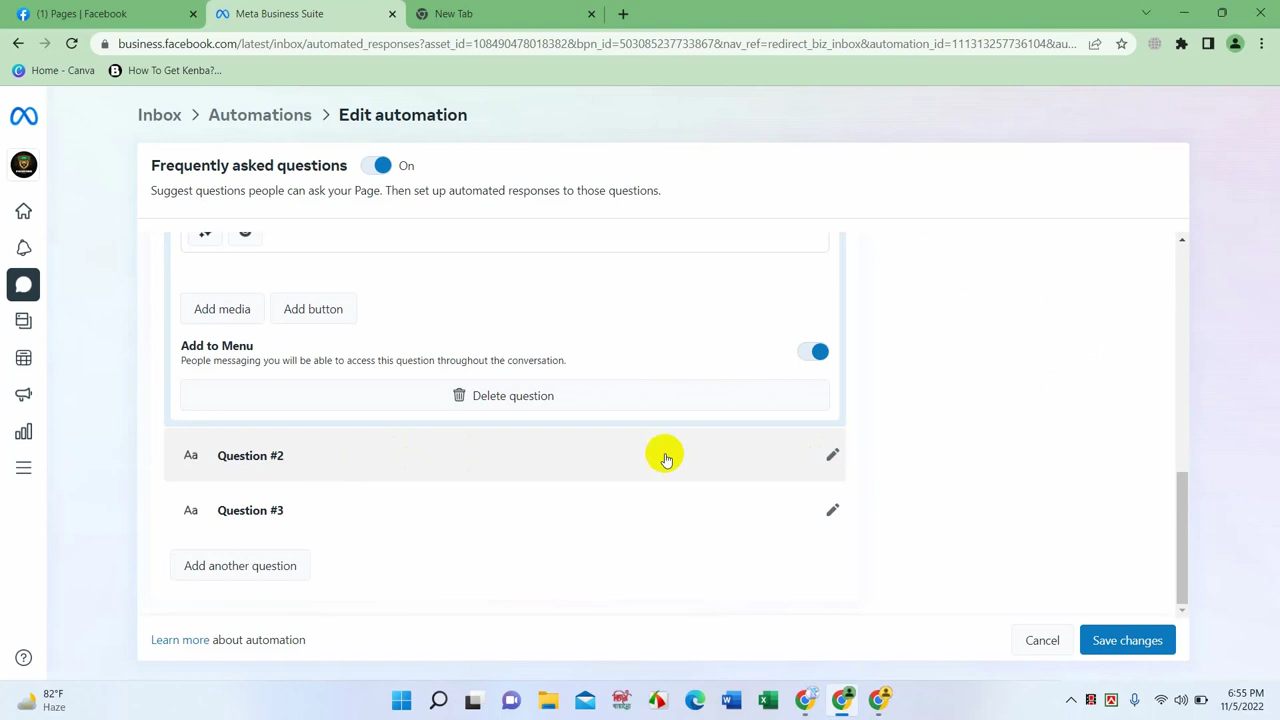 (1) Pages | Facebook
Meta Business Suite
New Tab
business.facebook.com/latest/inbox/automated_responses?asset_id=108490478018382&bpn_id=503085237733867&nav_ref=redirect_biz_inbox&automation_id=111313257736104&au...
Home - Canva
How To Get Kenba?...
Inbox > Automations > Edit automation
Frequently asked questions
On
Suggest questions people can ask your Page. Then set up automated responses to those questions.
Add media
Add button
Add to Menu
People messaging you will be able to access this question throughout the conversation.
Delete question
Aa Question #2
Aa Question #3
Add another question
Learn more about automation
Cancel
Save changes
82°F
Haze
6:55 PM
11/5/2022